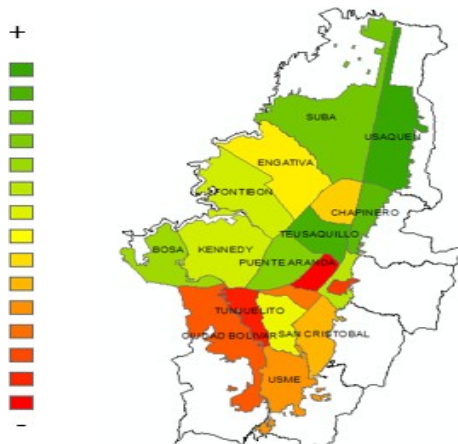 +
SUBA
USAQUEN
ENGATIVA
FONTIBON
CHAPINERO
TEUSAQUILLO
BOSA
KENNEDY
PUENTE ARANDA
TUNJUELITO
CIUDAD BOLIVAR
SAN CRISTOBAL
USME
-